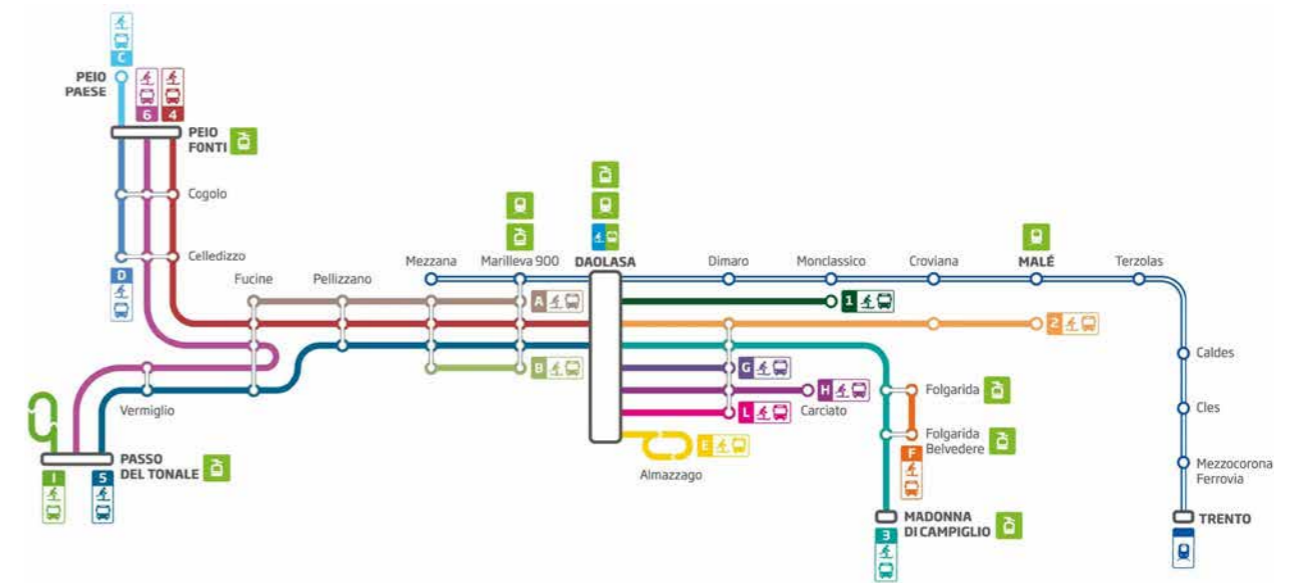 C
PEIO
PAESE
6
4
PEIO
FONTI
Cogolo
Celledizzo
D
Fucine
Pellizzano
Mezzana
Marilleva 900
DAOLASA
Dimaro
Monclassico
Croviana
MALÉ
Terzolas
A
1
2
B
G
H
Carciato
L
E
Almazzago
Vermiglio
PASSO
DEL TONALE
I
5
Folgarida
Folgarida
Belvedere
F
MADONNA
DI CAMPIGLIO
3
Caldes
Cles
Mezzocorona
Ferrovia
TRENTO